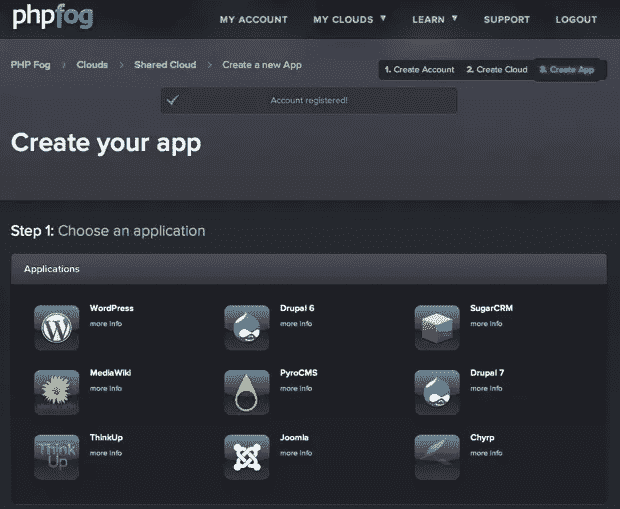 phpfog
MY ACCOUNT MY CLOUDS LEARN SUPPORT LOGOUT
PHP Fog Clouds Shared Cloud Create a new App
1. Create Account 2. Create Cloud 3. Create App
Account registered!
Create your app
Step 1: Choose an application
Applications
WordPress Drupal 6 SugarCRM
more info more info more info
MediaWiki PyroCMS Drupal 7
more info more info more info
Think Up
ThinkUp Joomla Chyrp
more info more info more info